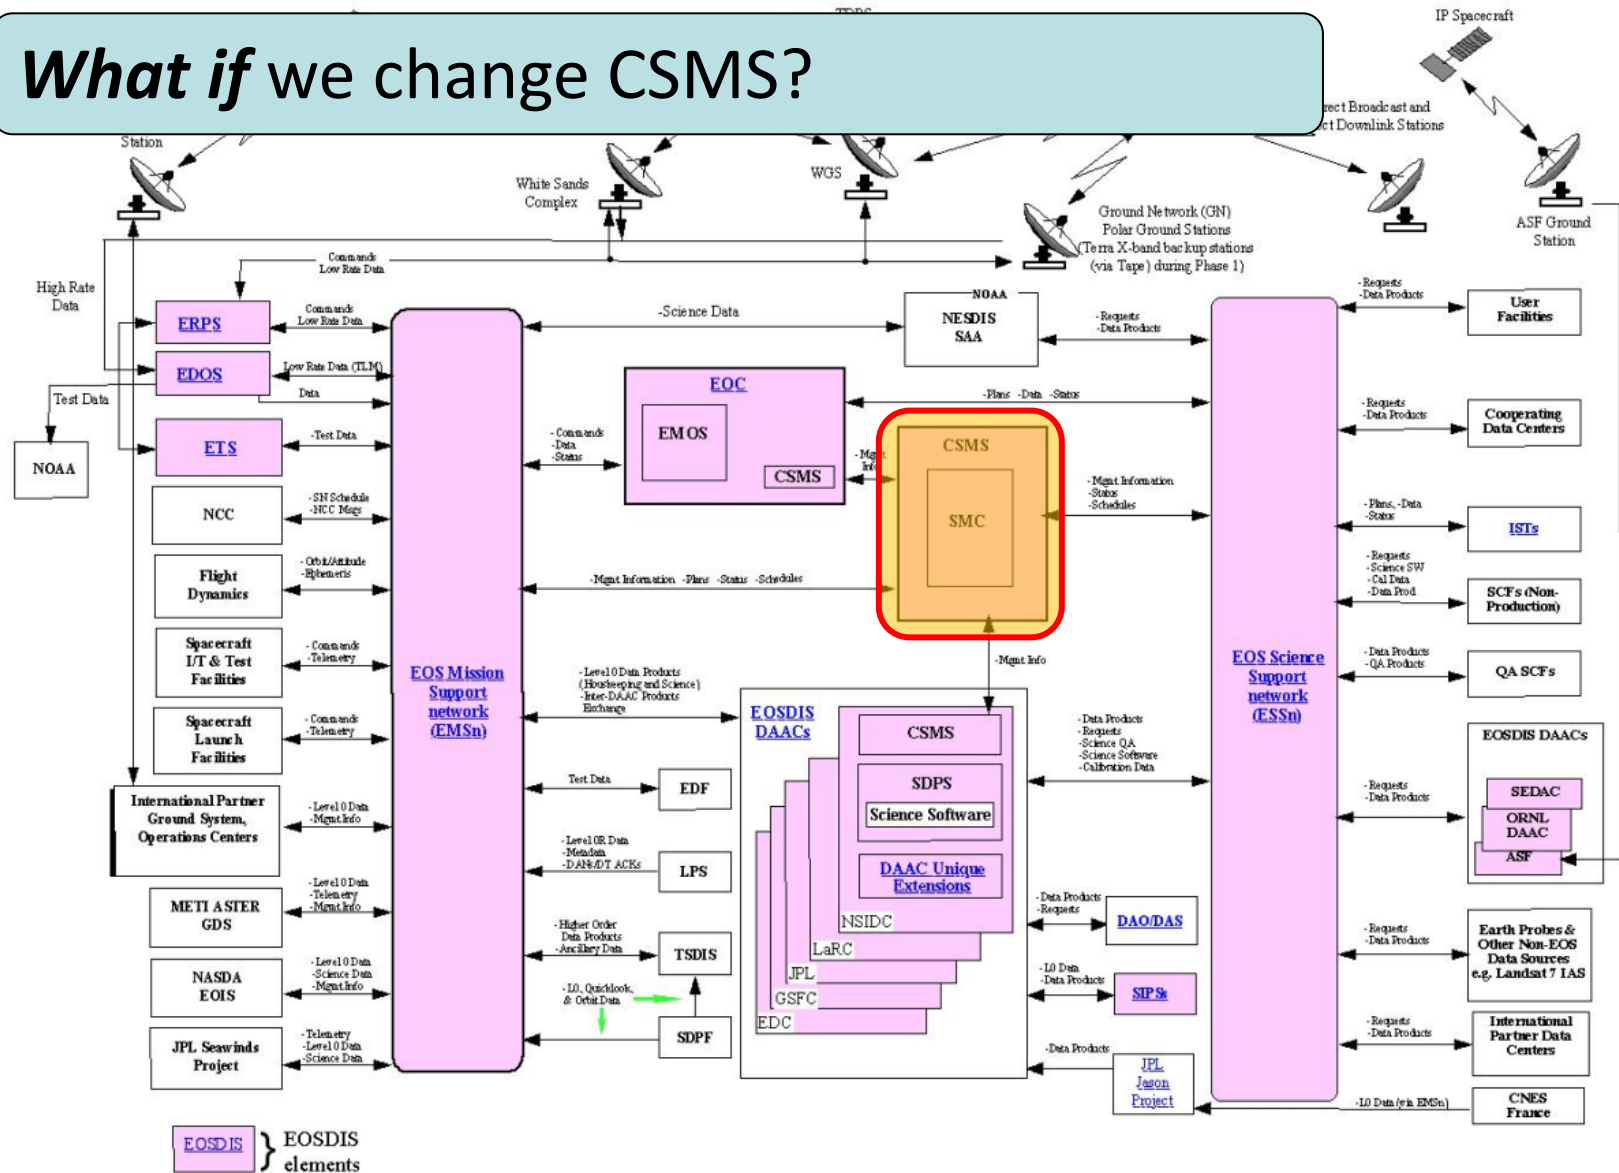 What if we change CSMS?
IP Spacecraft
Station
White Sands
Complex
WGS
Ground Network (GN)
Polar Ground Stations
(Terra X-band backup stations
(via Tape) during Phase 1)
rect Broadcast and
ct Downlink Stations
ASF Ground
Station
Commands
Low Rate Data
High Rate
Data
ERPS
Commands
Low Rate Data
EDOS
Low Rate Data (TLM)
Data
Test Data
NOAA
ETS
-Test Data
NCC
-SN Schedule
-NCC Msgs
Flight
Dynamics
-Orbit/Attitude
-Ephemeris
Spacecraft
I/T & Test
Facilities
-Commands
-Telemetry
Spacecraft
Launch
Facilities
-Commands
-Telemetry
International Partner
Ground System,
Operations Centers
-Level 0 Data
-Mgmt Info
METI ASTER
GDS
-Level 0 Data
-Telemetry
-Mgmt Info
NASDA
EOIS
-Level 0 Data
-Science Data
-Mgmt Info
JPL Seawinds
Project
-Telemetry
-Level 0 Data
-Science Data
EOS Mission
Support
network
(EMSn)
-Science Data
NOAA
NESDIS
SAA
-Requests
-Data Products
EOC
EMOS
CSMS
-Commands
-Data
-Status
-Plans -Data -Status
-Mgmt
Info
CSMS
SMC
-Mgmt Information
-Status
-Schedules
-Mgmt Information -Plans -Status -Schedules
-Mgmt Info
-Level 0 Data Products
(Housekeeping and Science)
-Inter-DAAC Products
Exchange
EOSDIS
DAACs
CSMS
SDPS
Science Software
DAAC Unique
Extensions
NSIDC
LaRC
JPL
GSFC
EDC
Test Data
EDF
-Level 0R Data
-Metadata
-DANs/DT ACKs
LPS
-Higher Order
Data Products
-Ancillary Data
TSDIS
-L0, Quicklook,
& Orbit Data
SDPF
-Data Products
-Requests
-Science QA
-Science Software
-Calibration Data
-Data Products
-Requests
DAO/DAS
-L0 Data
-Data Products
SIPSs
-Data Products
JPL
Jason
Project
EOS Science
Support
network
(ESSn)
-Requests
-Data Products
User
Facilities
-Requests
-Data Products
Cooperating
Data Centers
-Plans, -Data
-Status
ISTs
-Requests
-Science SW
-Cal Data
-Data Prod
SCFs (Non-
Production)
-Data Products
-QA Products
QA SCFs
EOSDIS DAACs
-Requests
-Data Products
SEDAC
ORNL
DAAC
ASF
-Requests
-Data Products
Earth Probes &
Other Non-EOS
Data Sources
e.g. Landsat 7 IAS
-Requests
-Data Products
International
Partner Data
Centers
-L0 Data (via EMSn)
CNES
France
EOSDIS
EOSDIS
elements